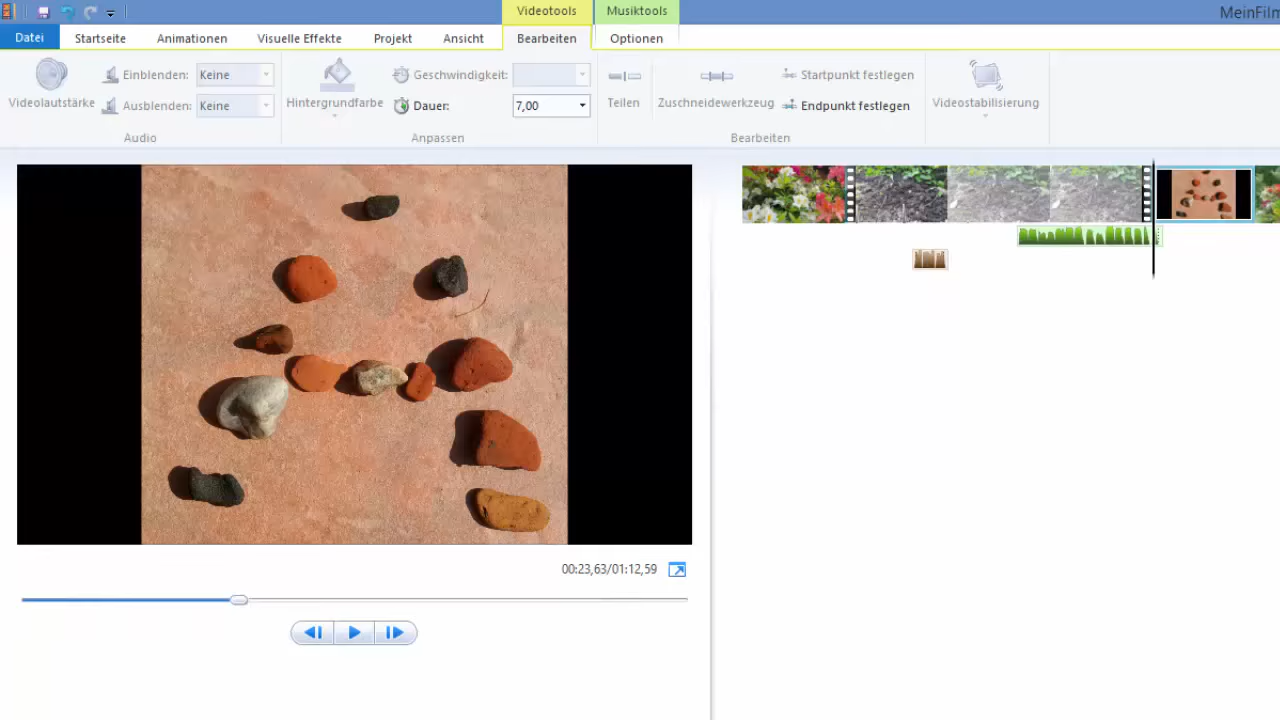 Videotools Musiktools MeinFilm
Datei Startseite Animationen Visuelle Effekte Projekt Ansicht Bearbeiten Optionen
Videolautstärke Einblenden: Keine Hintergrundfarbe Geschwindigkeit: Teilen Zuschneidewerkzeug Startpunkt festlegen Videostabilisierung
Ausblenden: Keine Dauer: 7,00 Endpunkt festlegen
Audio Anpassen Bearbeiten
00:23,63/01:12,59